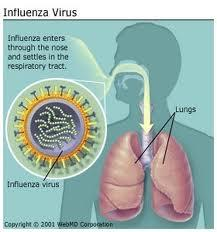 Influenza Virus
Influenza enters
through the nose
and settles in the
respiratory tract.
Lungs
Influenza virus
Copyright © 2001 WebMD Corporation